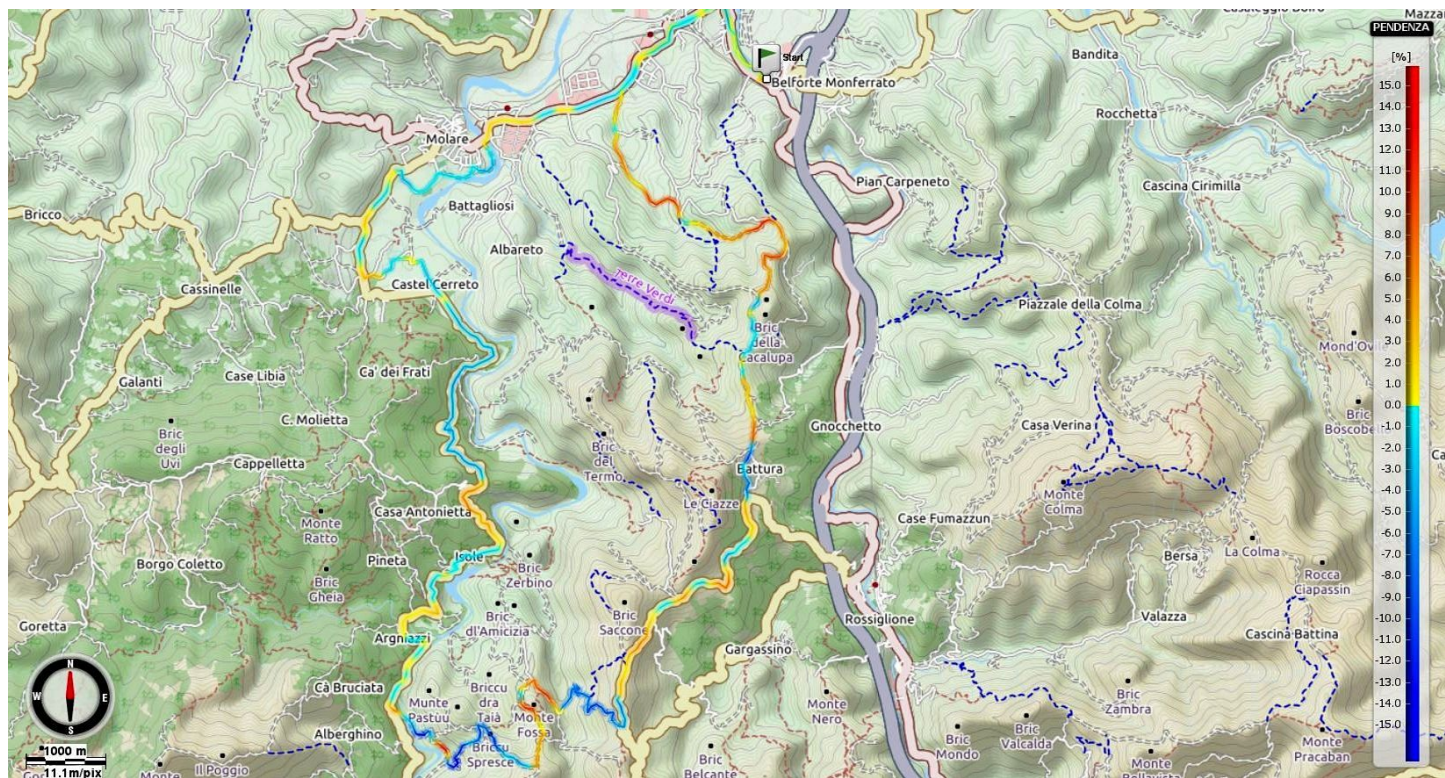 PENDENZA
[%]
15.0
14.0
13.0
12.0
11.0
10.0
9.0
8.0
7.0
6.0
5.0
4.0
3.0
2.0
1.0
0.0
-1.0
-2.0
-3.0
-4.0
-5.0
-6.0
-7.0
-8.0
-9.0
-10.0
-11.0
-12.0
-13.0
-14.0
-15.0
Start
Belforte Monferrato
Bandita
Rocchetta
Molare
Pian Carpeneto
Cascina Cirimilla
Bricco
Battagliosi
Albareto
Terre Verdi
Cassinelle
Castel Cerreto
Piazzale della Colma
Bric
della
Cacalupa
Galanti
Case Libia
Ca' dei Frati
C. Molietta
Bric
degli
Uvi
Cappelletta
Bric
del
Termo
Gnocchetto
Casa Verina
Battura
Le Ciazze
Monte
Colma
Casa Antonietta
Monte
Ratto
Case Fumazzun
La Colma
Borgo Coletto
Pineta
Isole
Bric
Zerbino
Bersa
Rocca
Ciapassin
Bric
Gheia
Bric
dl'Amicizia
Bric
Saccone
Rossiglione
Valazza
Goretta
Argniazzi
Gargassino
Cascina Battina
Cà Bruciata
Munte
Pastùu
Briccu
dra
Taià
Monte
Fossa
Monte
Nero
Bric
Zambra
Alberghino
Briccu
Spresce
Bric
Mondo
Bric
Valcalda
Monte
Pracaban
Il Poggio
Bric
Belcante
N
W
E
S
1000 m
11.1m/pix